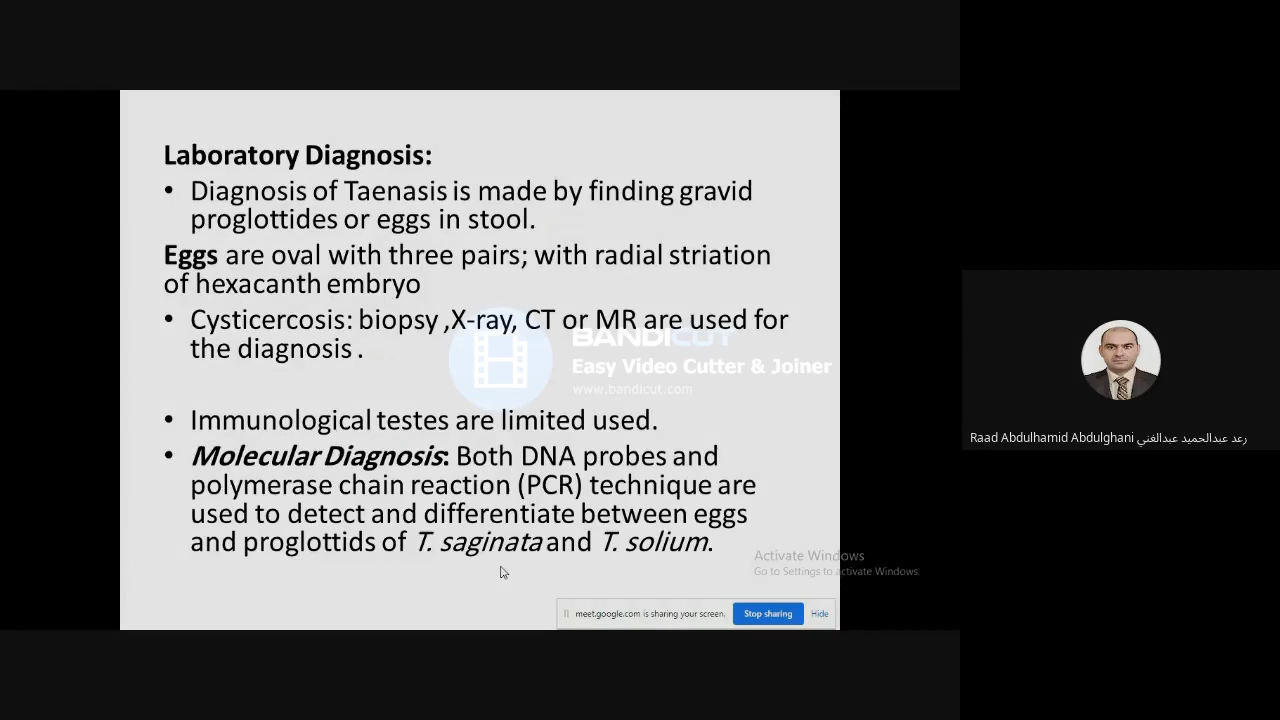 Laboratory Diagnosis:
• Diagnosis of Taenasis is made by finding gravid
proglottides or eggs in stool.
Eggs are oval with three pairs; with radial striation
of hexacanth embryo
• Cysticercosis: biopsy ,X-ray, CT or MR are used for
the diagnosis .
BANDICUT
Easy Video Cutter & Joiner
www.bandicut.com
• Immunological testes are limited used.
• Molecular Diagnosis: Both DNA probes and
polymerase chain reaction (PCR) technique are
used to detect and differentiate between eggs
and proglottids of T. saginata and T. solium.
Activate Windows
Go to Settings to activate Windows.
meet.google.com is sharing your screen. Stop sharing Hide
Raad Abdulhamid Abdulghani رعد عبدالحميد عبدالغني